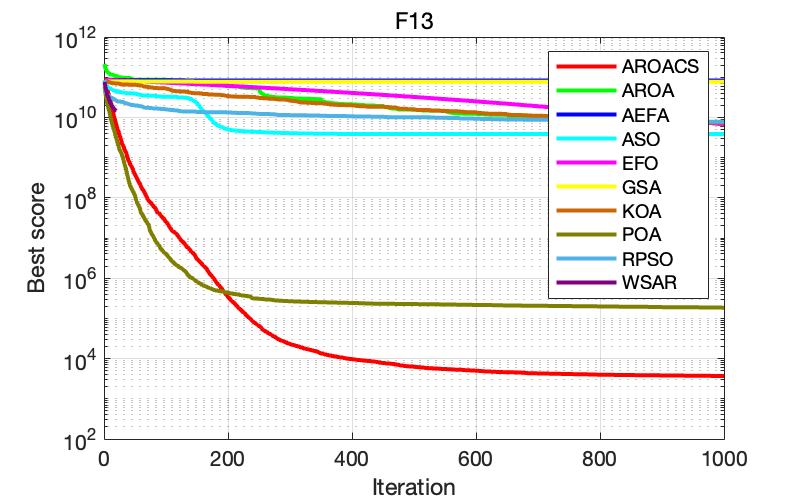 F13
10^12
10^10
10^8
10^6
10^4
10^2
Best score
AROACS
AROA
AEFA
ASO
EFO
GSA
KOA
POA
RPSO
WSAR
0 200 400 600 800 1000
Iteration